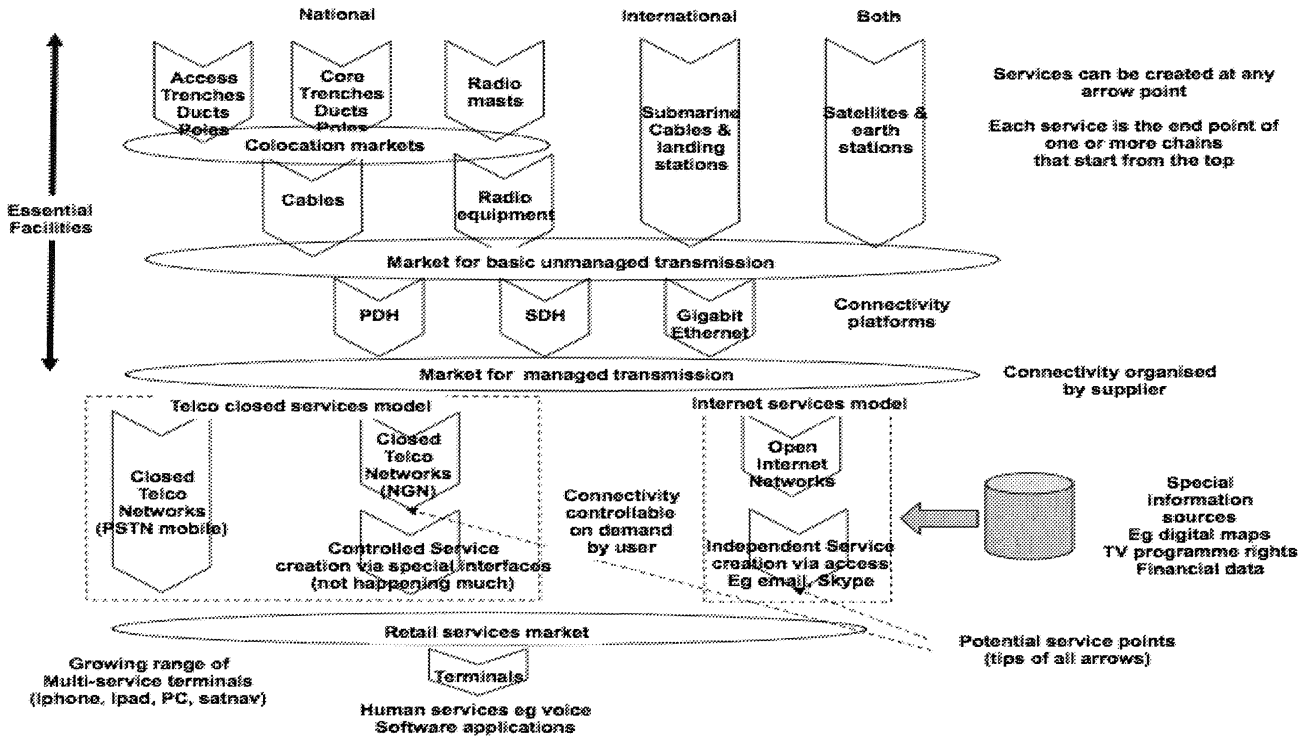 National
International
Both
Access
Trenches
Ducts
Poles
Core
Trenches
Ducts
Poles
Radio
masts
Submarine
Cables &
landing
stations
Satellites &
earth
stations
Services can be created at any
arrow point
Each service is the end point of
one or more chains
that start from the top
Colocation markets
Essential
Facilities
Cables
Radio
equipment
Market for basic unmanaged transmission
PDH
SDH
Gigabit
Ethernet
Connectivity
platforms
Market for managed transmission
Connectivity organised
by supplier
Telco closed services model
Internet services model
Closed
Telco
Networks
(PSTN mobile)
Closed
Telco
Networks
(NGN)
Open
Internet
Networks
Connectivity
controllable
on demand
by user
Special
information
sources
Eg digital maps
TV programme rights
Financial data
Controlled Service
creation via special interfaces
(not happening much)
Independent Service
creation via access
Eg email, Skype
Retail services market
Potential service points
(tips of all arrows)
Growing range of
Multi-service terminals
(iphone, ipad, PC, satnav)
Terminals
Human services eg voice
Software applications